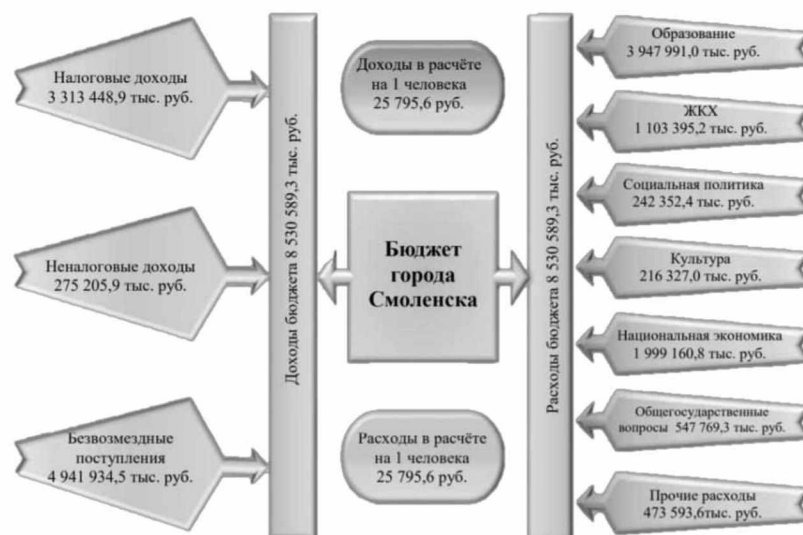 Налоговые доходы
3 313 448,9 тыс. руб.
Неналоговые доходы
275 205,9 тыс. руб.
Безвозмездные
поступления
4 941 934,5 тыс. руб.
Доходы бюджета 8 530 589,3 тыс. руб.
Доходы в расчёте
на 1 человека
25 795,6 руб.
Бюджет
города
Смоленска
Расходы в расчёте
на 1 человека
25 795,6 руб.
Расходы бюджета 8 530 589,3 тыс. руб.
Образование
3 947 991,0 тыс. руб.
ЖКХ
1 103 395,2 тыс. руб.
Социальная политика
242 352,4 тыс. руб.
Культура
216 327,0 тыс. руб.
Национальная экономика
1 999 160,8 тыс. руб.
Общегосударственные
вопросы 547 769,3 тыс. руб.
Прочие расходы
473 593,6тыс. руб.